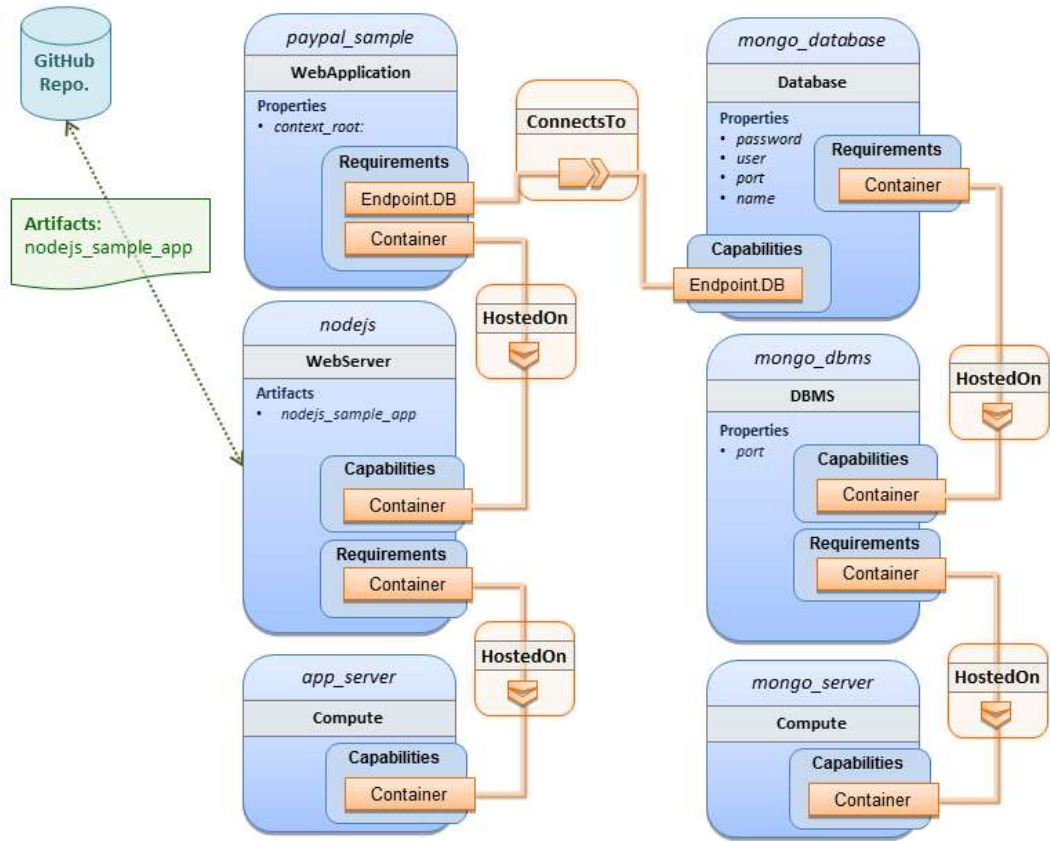 GitHub
Repo.
Artifacts:
nodejs_sample_app
paypal_sample
WebApplication
Properties
• context_root:
Requirements
Endpoint.DB
Container
ConnectsTo
mongo_database
Database
Properties
• password
• user
• port
• name
Requirements
Container
Capabilities
Endpoint.DB
HostedOn
nodejs
WebServer
Artifacts
• nodejs_sample_app
Capabilities
Container
Requirements
Container
HostedOn
mongo_dbms
DBMS
Properties
• port
Capabilities
Container
Requirements
Container
HostedOn
app_server
Compute
Capabilities
Container
HostedOn
mongo_server
Compute
Capabilities
Container